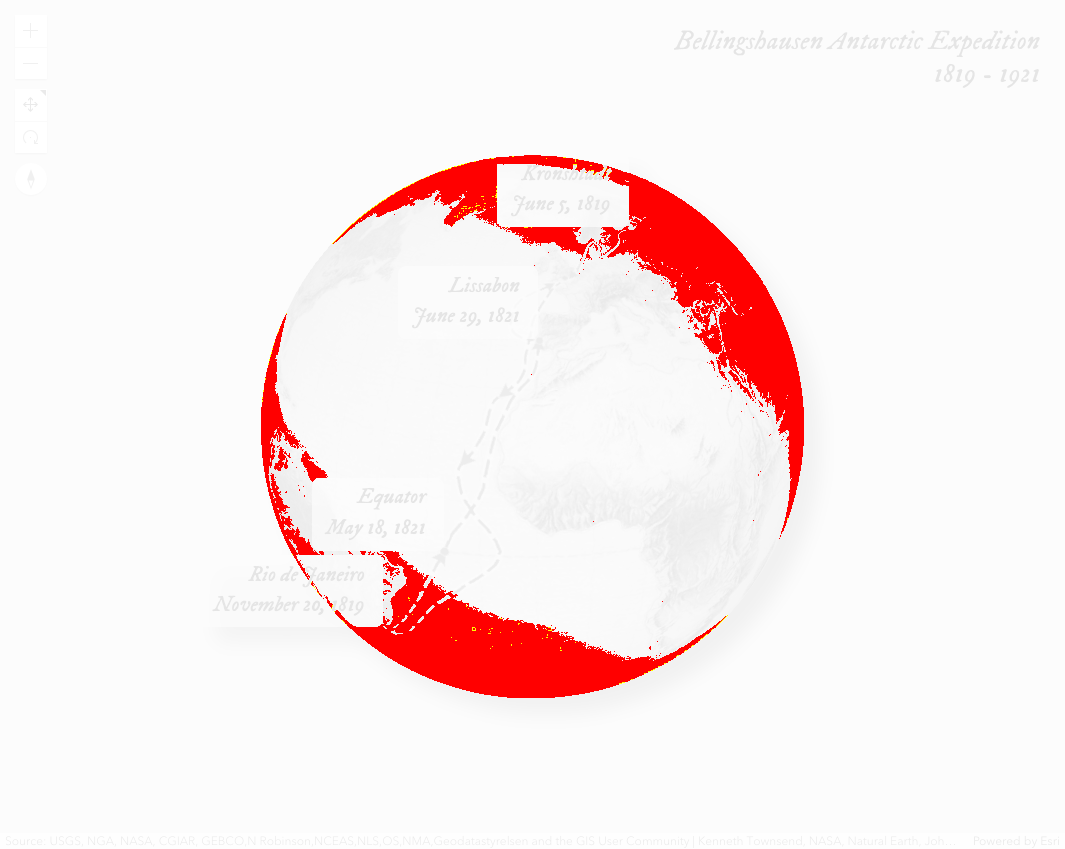 Bellingshausen Antarctic Expedition
1819 - 1921
Kronstadt
June 5, 1819
Lissabon
June 29, 1821
Equator
May 18, 1821
Rio de Janeiro
November 20, 1819
Source: USGS, NGA, NASA, CGIAR, GEBCO,N Robinson,NCEAS,NLS,OS,NMA,Geodatastyrelsen and the GIS User Community | Kenneth Townsend, NASA, Natural Earth, Joh... Powered by Esri